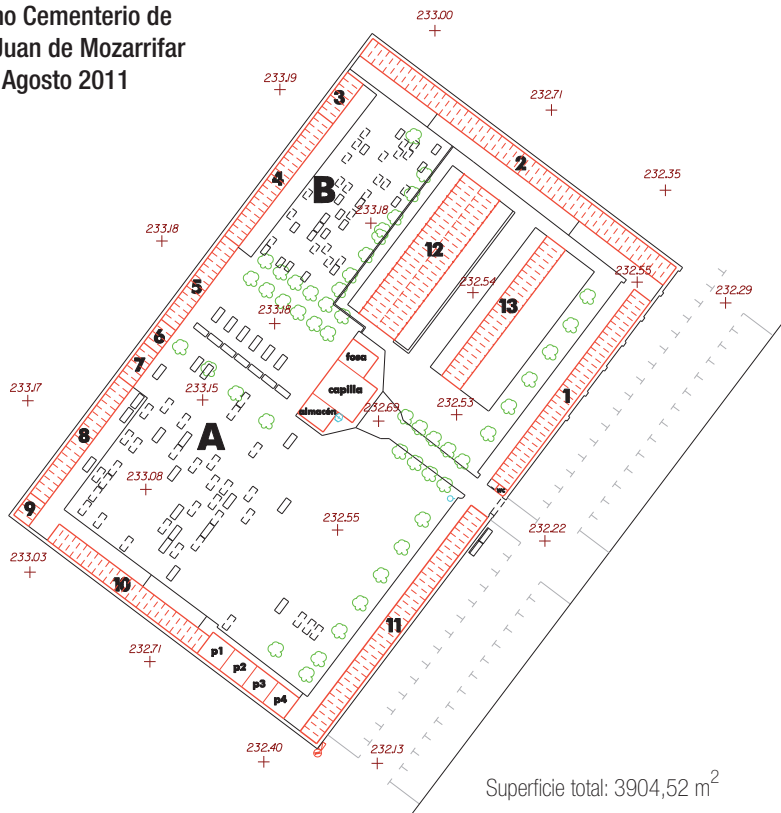 no Cementerio de
Juan de Mozarrifar
Agosto 2011
233.00
233.19
232.71
232.35
3
2
4
B
233.18
233.18
12
232.54
232.55
232.29
5
13
233.18
6
fosa
7
capilla
1
233.17
233.15
almacén
232.69
232.53
A
8
233.08
wc
9
232.55
232.22
233.03
10
11
232.71
p1
p2
p3
p4
232.40
232.13
Superficie total: 3904,52 m²